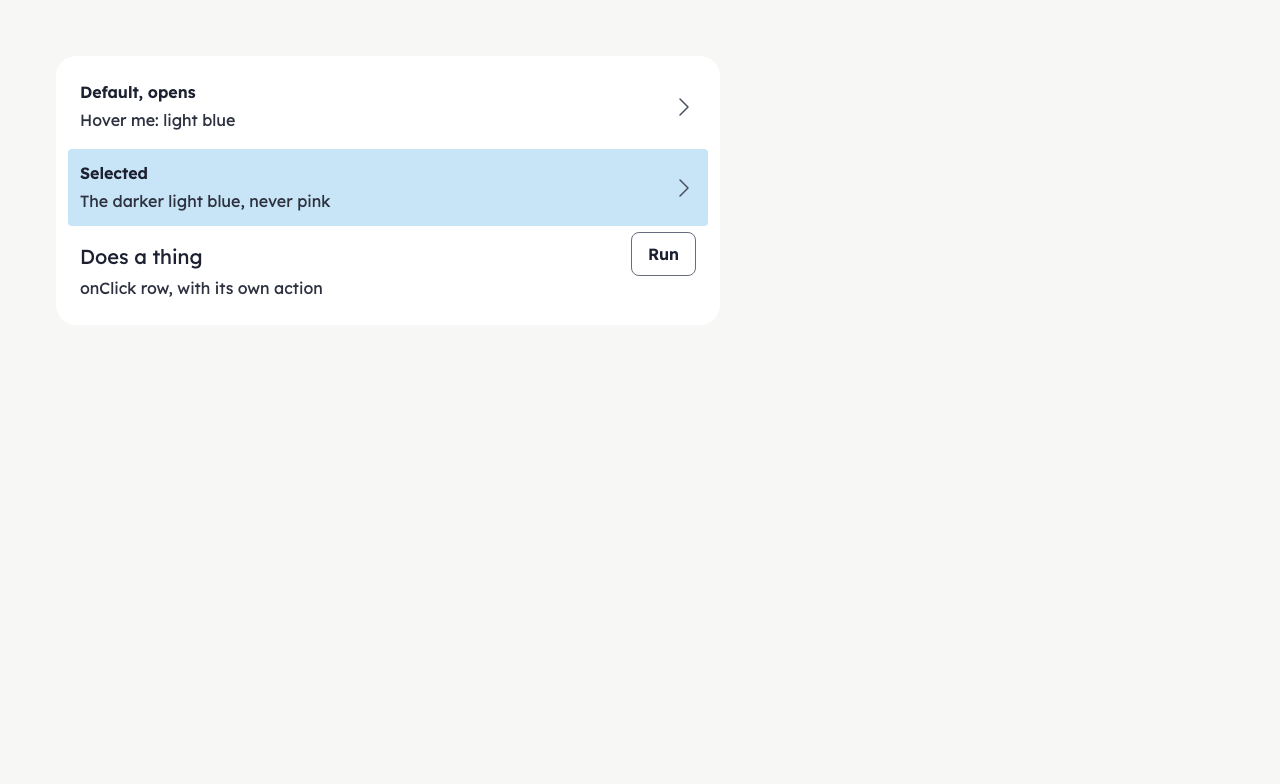 Default, opens
Hover me: light blue
Selected
The darker light blue, never pink
Does a thing
Run
onClick row, with its own action